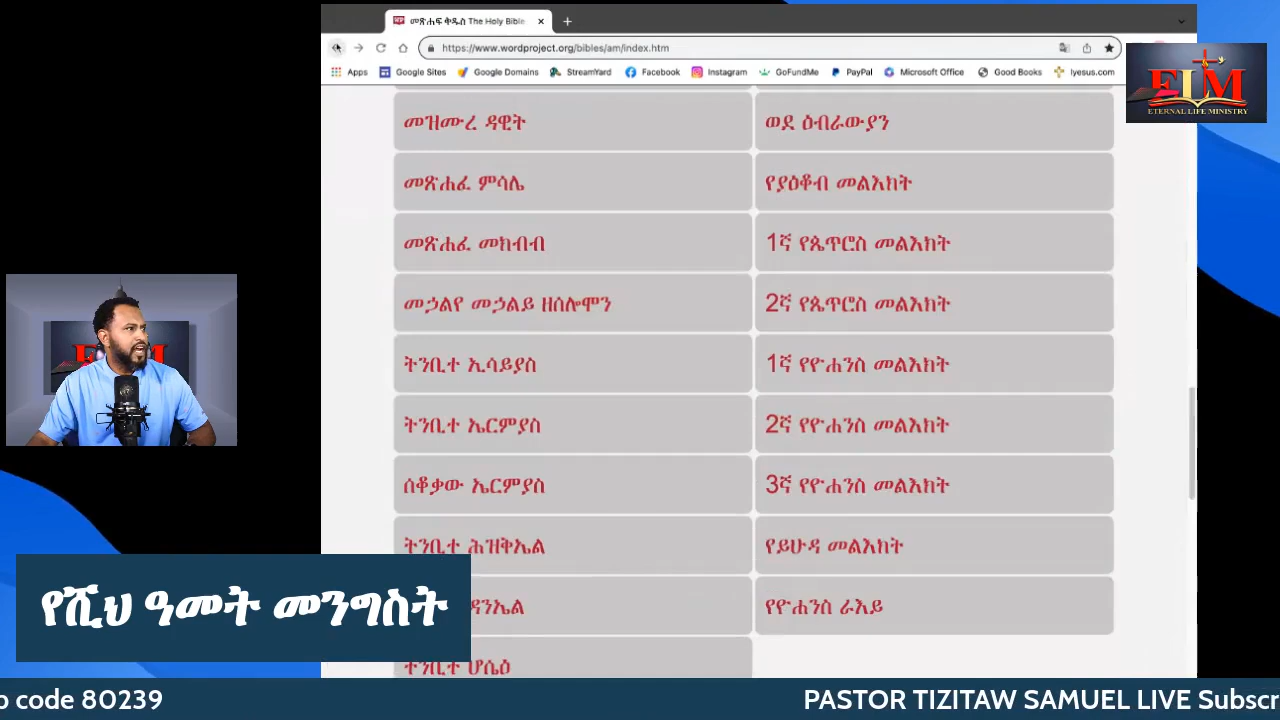 መጽሐፍ ቅዱስ The Holy Bible
https://www.wordproject.org/bibles/am/index.htm
Apps Google Sites Google Domains StreamYard Facebook Instagram GoFundMe PayPal Microsoft Office Good Books Iyesus.com
ELM
ETERNAL LIFE MINISTRY
መዝሙረ ዳዊት
ወደ ዕብራውያን
መጽሐፈ ምሳሌ
የያዕቆብ መልእክት
መጽሐፈ መክብብ
1ኛ የጴጥሮስ መልእክት
መኃልየ መኃልይ ዘሰሎሞን
2ኛ የጴጥሮስ መልእክት
ትንቢተ ኢሳይያስ
1ኛ የዮሐንስ መልእክት
ትንቢተ ኤርምያስ
2ኛ የዮሐንስ መልእክት
ሰቆቃው ኤርምያስ
3ኛ የዮሐንስ መልእክት
ትንቢተ ሕዝቅኤል
የይሁዳ መልእክት
ዳንኤል
የዮሐንስ ራእይ
ትንቢተ ሆሴዕ
የሺህ ዓመት መንግስት
p code 80239
PASTOR TIZITAW SAMUEL LIVE Subscr